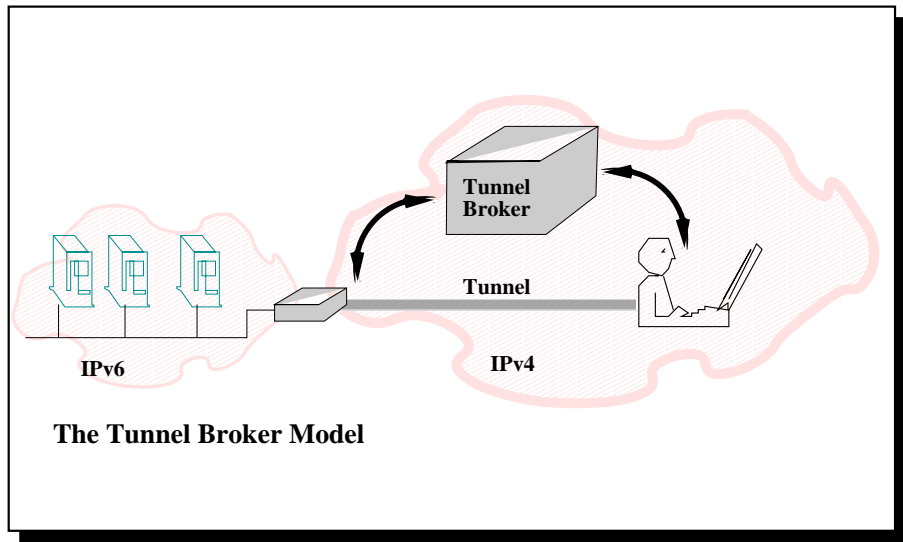 Tunnel
Broker
Tunnel
IPv6
IPv4
The Tunnel Broker Model